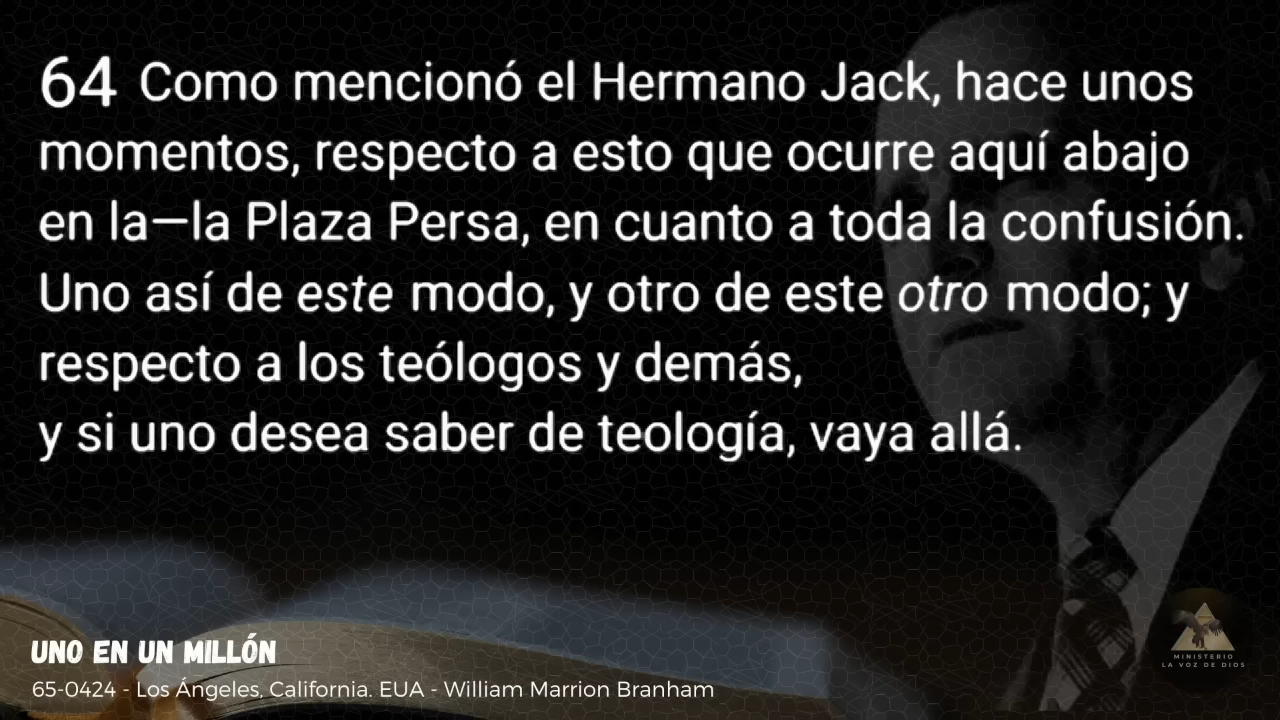 64 Como mencionó el Hermano Jack, hace unos
momentos, respecto a esto que ocurre aquí abajo
en la—la Plaza Persa, en cuanto a toda la confusión.
Uno así de este modo, y otro de este otro modo; y
respecto a los teólogos y demás,
y si uno desea saber de teología, vaya allá.
UNO EN UN MILLÓN
65-0424 - Los Ángeles, California. EUA - William Marrion Branham
MINISTERIO
LA VOZ DE DIOS